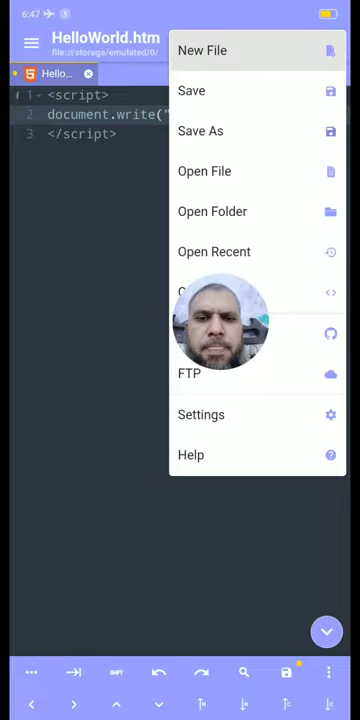 6:47
HelloWorld.htm
file:///storage/emulated/0/
Hello...
1 <script>
2 document.write("
3 </script>
New File
Save
Save As
Open File
Open Folder
Open Recent
FTP
Settings
Help
SHIFT